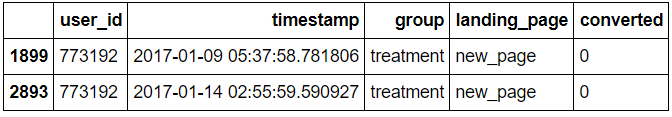 user_id timestamp group landing_page converted
1899 773192 2017-01-09 05:37:58.781806 treatment new_page 0
2893 773192 2017-01-14 02:55:59.590927 treatment new_page 0